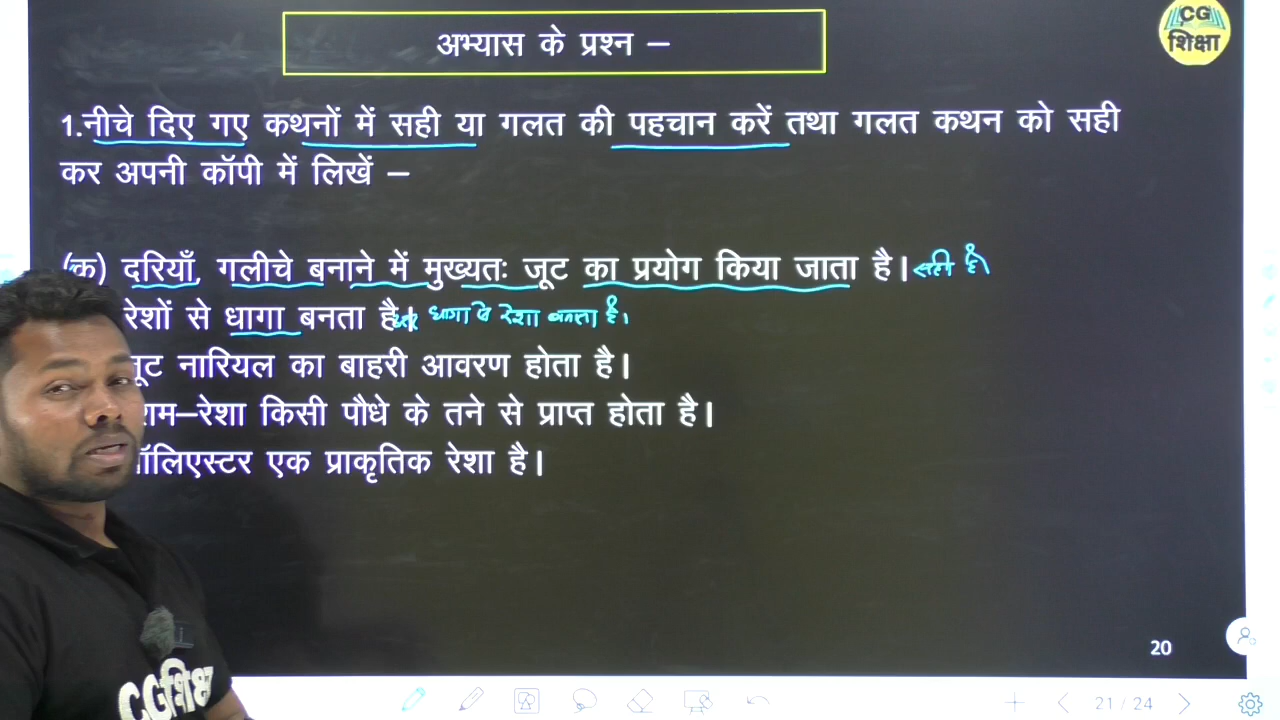 CG
शिक्षा
अभ्यास के प्रश्न –
1.नीचे दिए गए कथनों में सही या गलत की पहचान करें तथा गलत कथन को सही
कर अपनी कॉपी में लिखें –
(क) दरियाँ, गलीचे बनाने में मुख्यतः जूट का प्रयोग किया जाता है। सही है
रेशों से धागा बनता है। धागा से रेशा बनता है।
नारियल का बाहरी आवरण होता है।
रेशा किसी पौधे के तने से प्राप्त होता है।
एक प्राकृतिक रेशा है।
CGशिक्षा
20
21 / 24